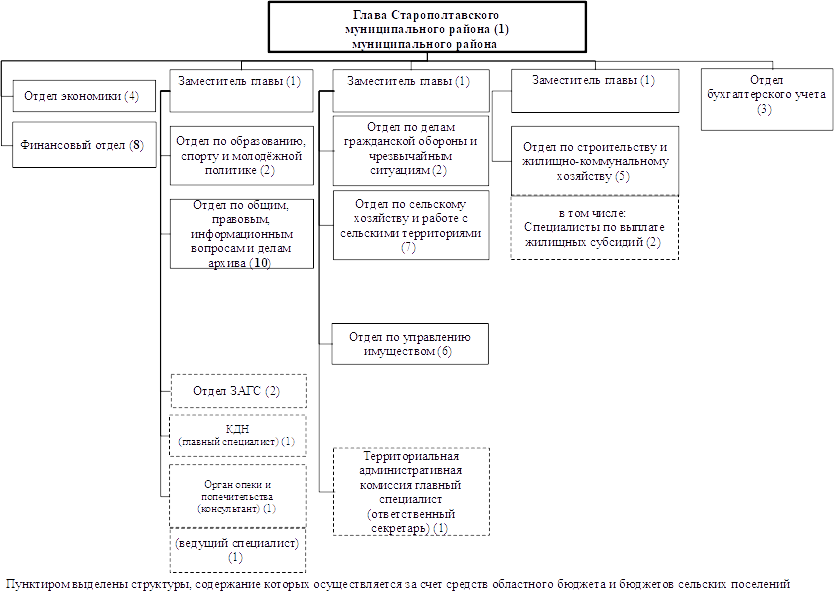 Глава Старополтавского
муниципального района (1)
муниципального района
Отдел экономики (4)
Финансовый отдел (8)
Заместитель главы (1)
Отдел по образованию,
спорту и молодёжной
политике (2)
Отдел по общим,
правовым,
информационным
вопросам и делам
архива (10)
Отдел ЗАГС (2)
КДН
(главный специалист) (1)
Орган опеки и
попечительства
(консультант) (1)
(ведущий специалист)
(1)
Заместитель главы (1)
Отдел по делам
гражданской обороны и
чрезвычайным
ситуациям (2)
Отдел по сельскому
хозяйству и работе с
сельскими территориями
(7)
Отдел по управлению
имуществом (6)
Территориальная
административная
комиссия главный
специалист
(ответственный
секретарь) (1)
Заместитель главы (1)
Отдел по строительству и
жилищно-коммунальному
хозяйству (5)
в том числе:
Специалисты по выплате
жилищных субсидий (2)
Отдел
бухгалтерского учета
(3)
Пунктиром выделены структуры, содержание которых осуществляется за счет средств областного бюджета и бюджетов сельских поселений